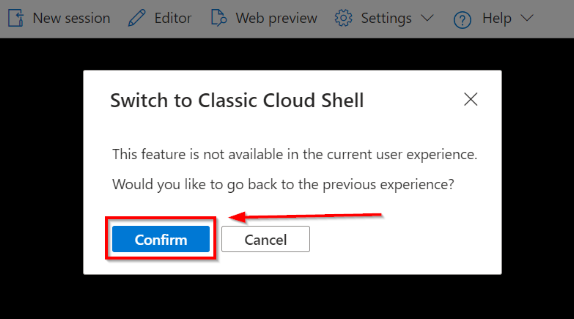 New session Editor Web preview Settings Help
Switch to Classic Cloud Shell
This feature is not available in the current user experience.
Would you like to go back to the previous experience?
Confirm Cancel